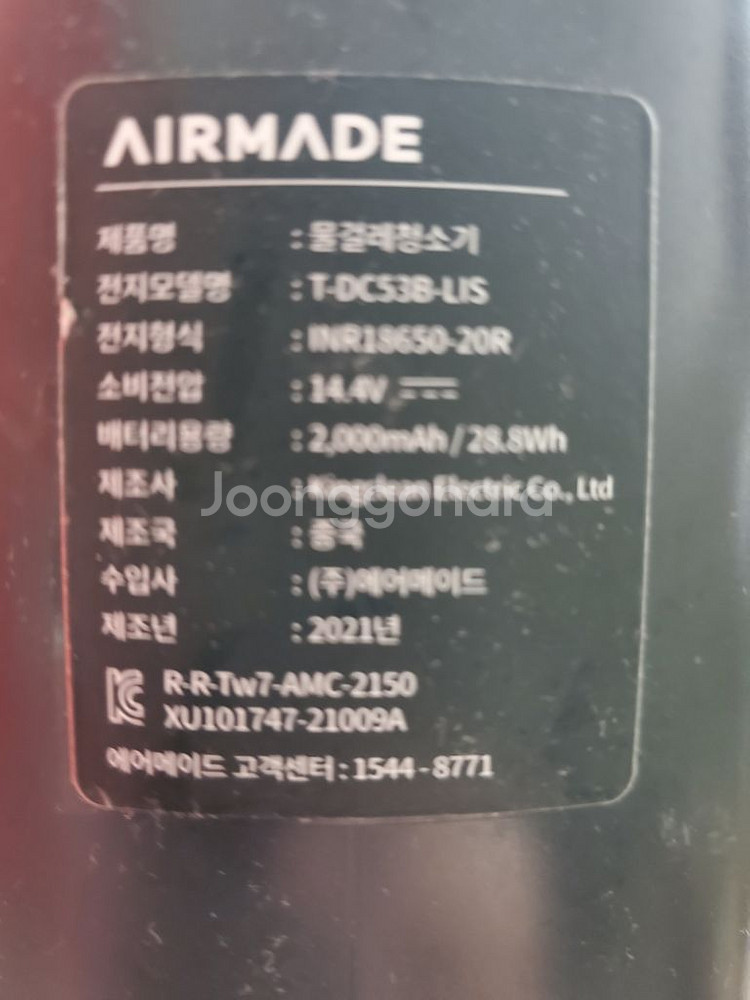 AIRMADE
제품명 : 물걸레청소기
전지모델명 : T-DC53B-LIS
전지형식 : INR18650-20R
소비전압 : 14.4V
배터리용량 : 2,000mAh / 28.8Wh
제조사 : Kingclean Electric Co., Ltd
Joonggonara
제조국 : 중국
수입사 : (주)에어메이드
제조년 : 2021년
R-R-Tw7-AMC-2150
XU101747-21009A
에어메이드 고객센터 : 1544-8771